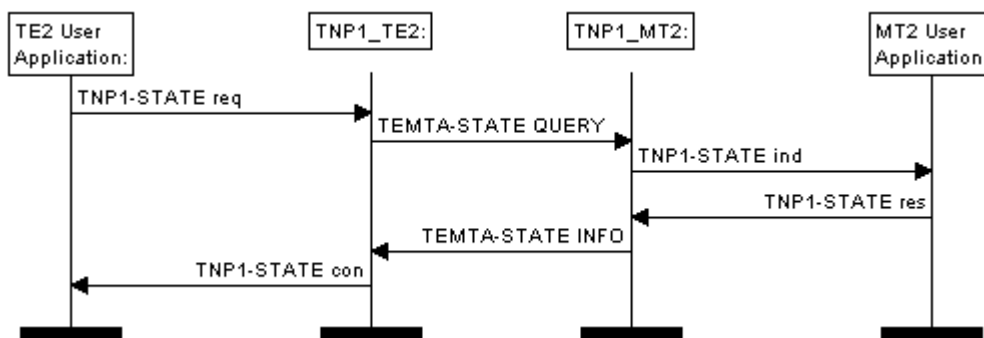 TE2 User
Application:
TNP1_TE2:
TNP1_MT2:
MT2 User
Application
TNP1-STATE req
TEMTA-STATE QUERY
TNP1-STATE ind
TNP1-STATE res
TEMTA-STATE INFO
TNP1-STATE con